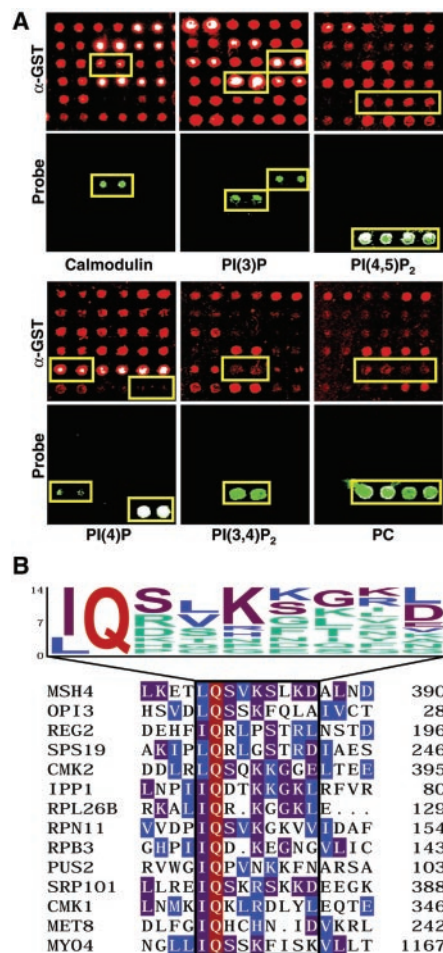 A
α-GST
Probe
Calmodulin PI(3)P PI(4,5)P2
α-GST
Probe
PI(4)P PI(3,4)P2 PC
B
14
7
0
MSH4 LKETLQSVKSLKDALND 390
OPI3 HSVDLQSSKFQLAIVCT 28
REG2 DEHFIQRLPSTRLNSTD 196
SPS19 AKIPLQRLGSTRDIAES 246
CMK2 DDLRLQSQKKGGELTEE 395
IPP1 LNPIIQDTKKGKLRFVR 80
RPL26B RKALIQR.KGGKLE... 129
RPN11 VVDPIQSVKGKVVIDAF 154
RPB3 GHPIIQD.KEGNGVLIC 143
PUS2 RVWGIQPVNKKFNARSA 103
SRP101 LLREIQSKRSKKDEEGK 388
CMK1 LNMKIQKLRDLYLEQTE 346
MET8 DLFGIQHCHN.IDVKRL 242
MYO4 NGLLIQSSKFISKVLLT 1167